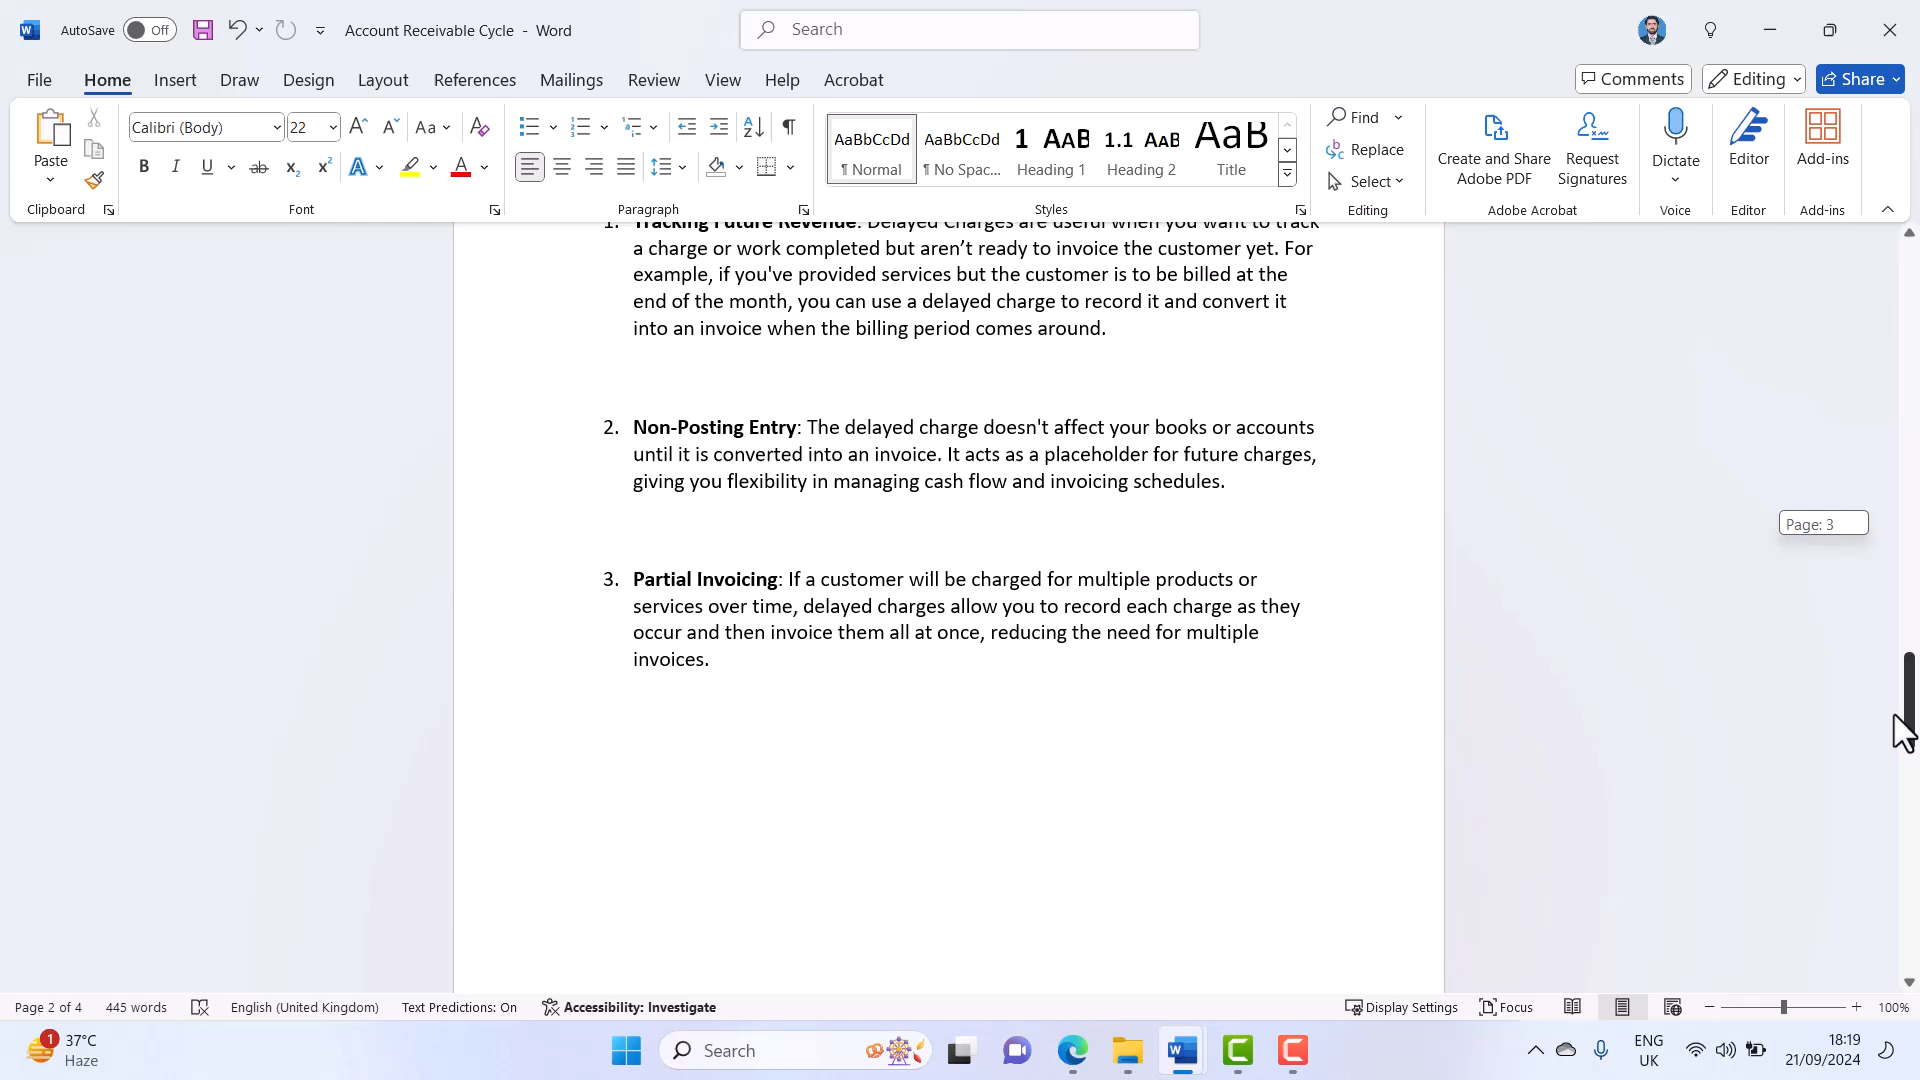 AutoSave Off Account Receivable Cycle - Word Search
File Home Insert Draw Design Layout References Mailings Review View Help Acrobat Comments Editing Share
Paste
Clipboard
Calibri (Body) 22 Aa
B I U ab x₂ x² A A
Font
Paragraph
AaBbCcDd AaBbCcDd 1 AaB 1.1 AaB AaB
¶ Normal ¶ No Spac... Heading 1 Heading 2 Title
Styles
Find
Replace
Select
Editing
Create and Share
Adobe PDF
Request
Signatures
Adobe Acrobat
Dictate
Voice
Editor
Editor
Add-ins
Add-ins
1. Tracking Future Revenue: Delayed Charges are useful when you want to track
a charge or work completed but aren’t ready to invoice the customer yet. For
example, if you've provided services but the customer is to be billed at the
end of the month, you can use a delayed charge to record it and convert it
into an invoice when the billing period comes around.
2. Non-Posting Entry: The delayed charge doesn't affect your books or accounts
until it is converted into an invoice. It acts as a placeholder for future charges,
giving you flexibility in managing cash flow and invoicing schedules.
Page: 3
3. Partial Invoicing: If a customer will be charged for multiple products or
services over time, delayed charges allow you to record each charge as they
occur and then invoice them all at once, reducing the need for multiple
invoices.
Page 2 of 4 445 words English (United Kingdom) Text Predictions: On Accessibility: Investigate Display Settings Focus 100%
1 37°C
Haze
Search
ENG
UK
18:19
21/09/2024